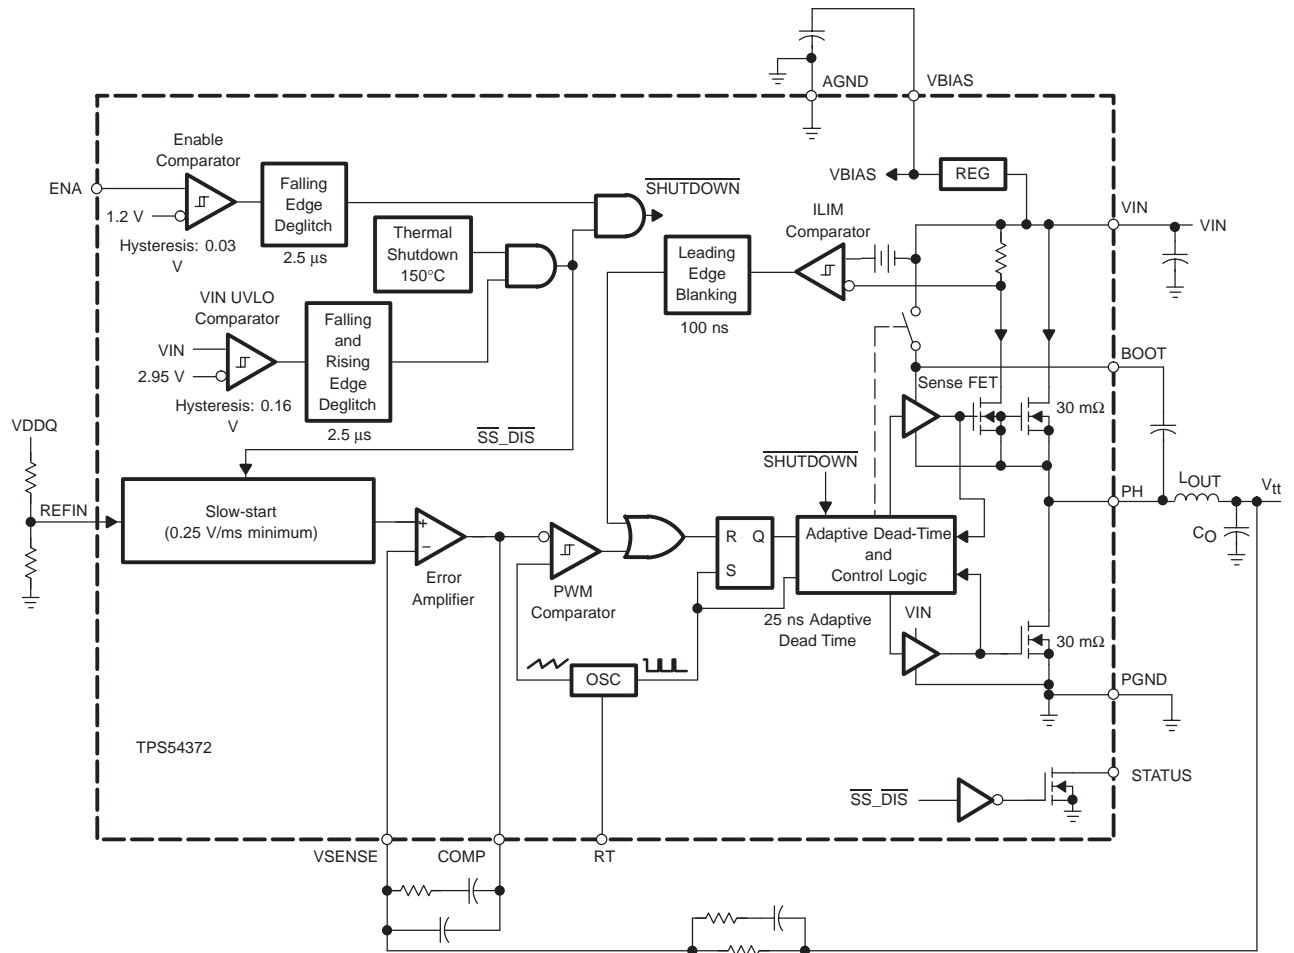 AGND
VBIAS
Enable
Comparator
ENA
1.2 V
Hysteresis: 0.03
V
Falling
Edge
Deglitch
2.5 μs
SHUTDOWN
VBIAS
REG
VIN
VIN
ILIM
Comparator
Thermal
Shutdown
150°C
Leading
Edge
Blanking
100 ns
VIN UVLO
Comparator
VIN
2.95 V
Hysteresis: 0.16
V
Falling
and
Rising
Edge
Deglitch
2.5 μs
BOOT
Sense FET
30 mΩ
VDDQ
SS_DIS
SHUTDOWN
REFIN
Slow-start
(0.25 V/ms minimum)
PH
LOUT
Vtt
CO
+
−
Error
Amplifier
PWM
Comparator
R Q
S
Adaptive Dead-Time
and
Control Logic
25 ns Adaptive
Dead Time
VIN
30 mΩ
OSC
PGND
TPS54372
SS_DIS
STATUS
VSENSE
COMP
RT